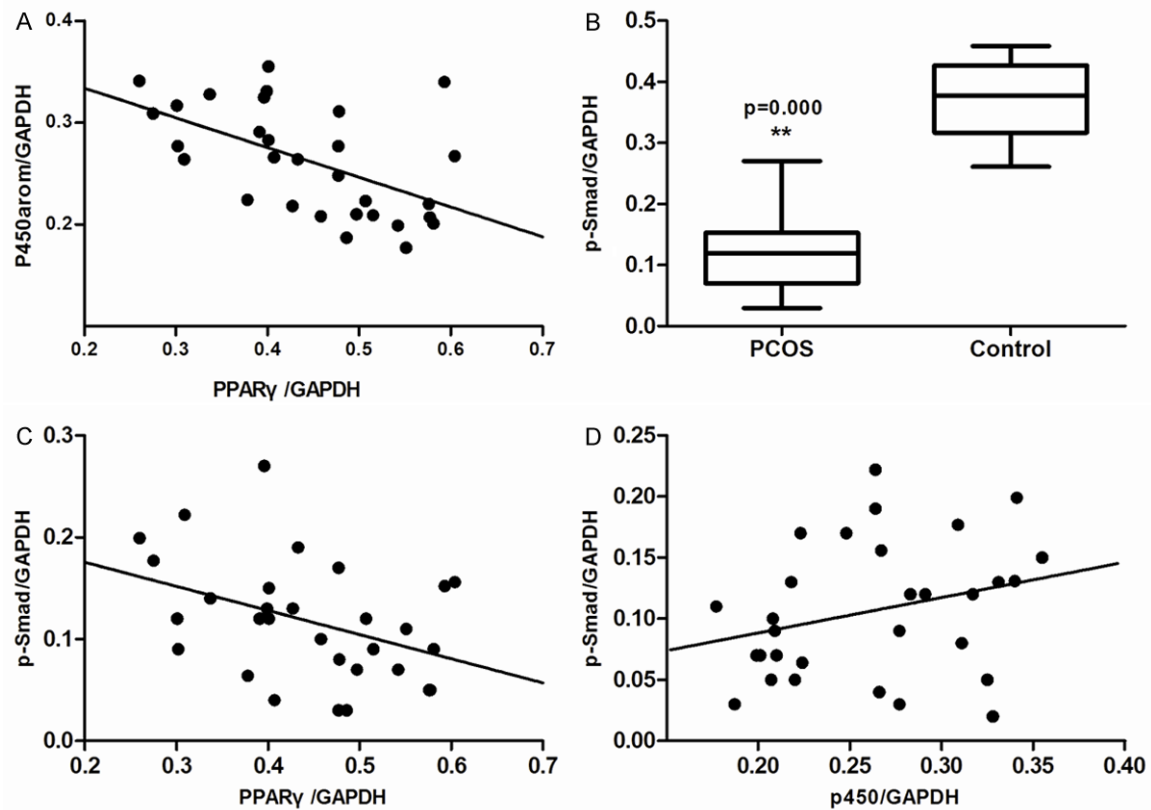 A
0.4
0.3
0.2
P450arom/GAPDH
0.2 0.3 0.4 0.5 0.6 0.7
PPARγ /GAPDH
B
0.5
0.4
0.3
0.2
0.1
0.0
p-Smad/GAPDH
p=0.000
**
PCOS Control
C
0.3
0.2
0.1
0.0
p-Smad/GAPDH
0.2 0.3 0.4 0.5 0.6 0.7
PPARγ /GAPDH
D
0.25
0.20
0.15
0.10
0.05
0.00
p-Smad/GAPDH
0.20 0.25 0.30 0.35 0.40
p450/GAPDH